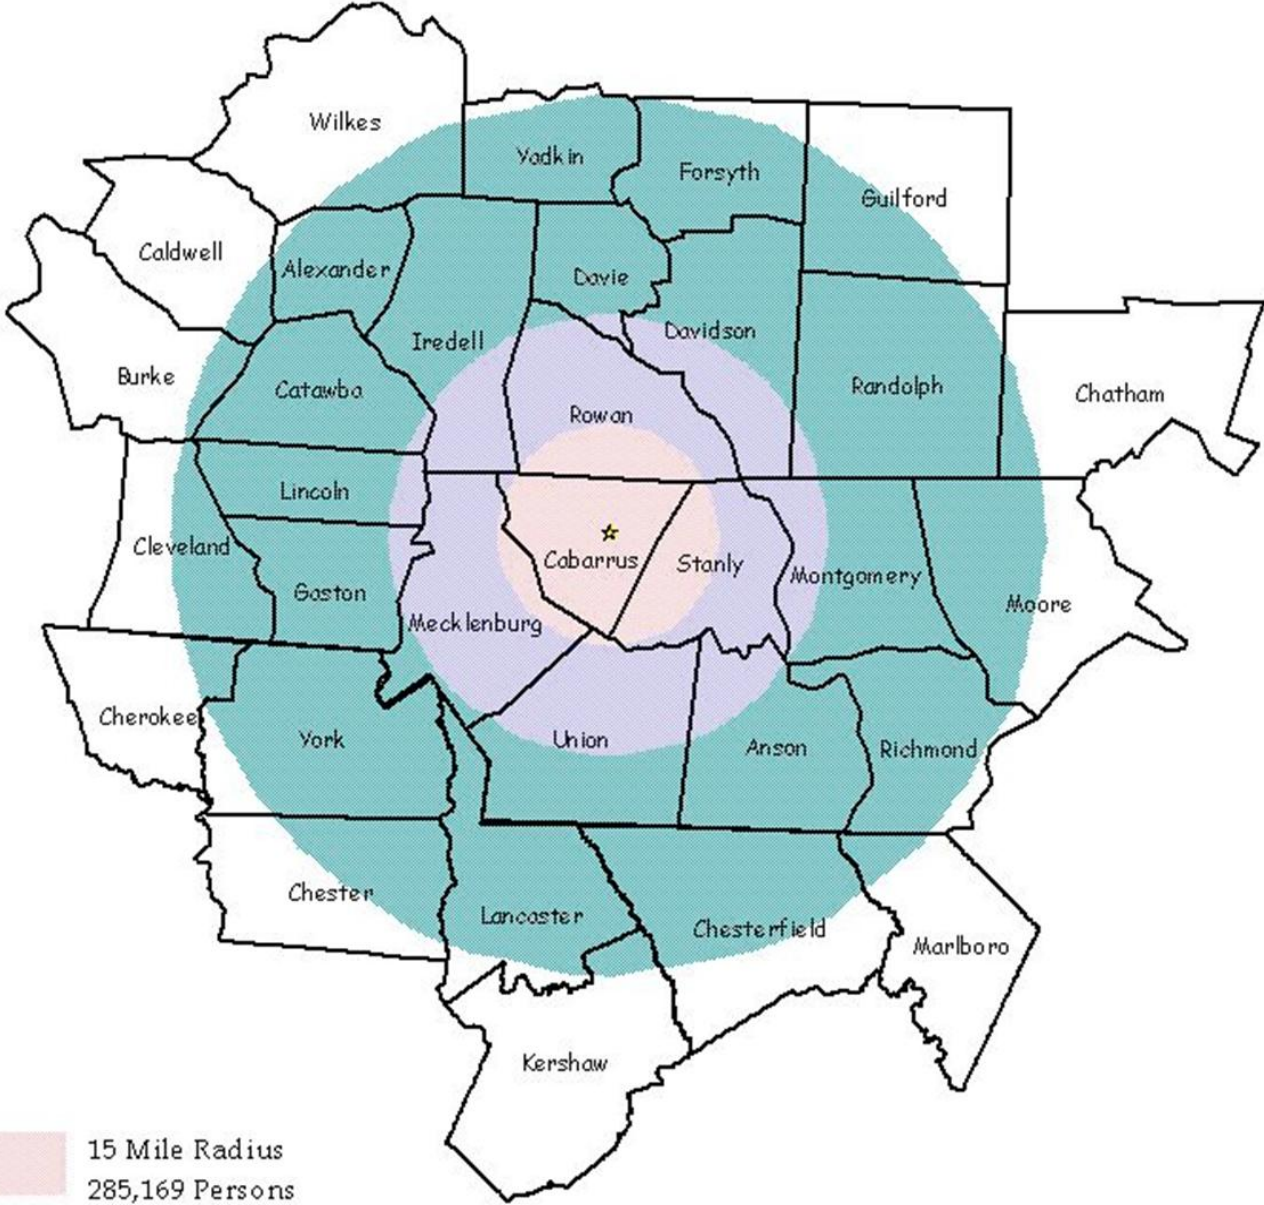 Wilkes
Yadkin
Forsyth
Guilford
Caldwell
Alexander
Davie
Iredell
Davidson
Burke
Catawba
Randolph
Chatham
Rowan
Lincoln
Cleveland
Cabarrus
Stanly
Montgomery
Gaston
Moore
Mecklenburg
Cherokee
York
Union
Anson
Richmond
Chester
Lancaster
Chesterfield
Marlboro
Kershaw
15 Mile Radius
285,169 Persons